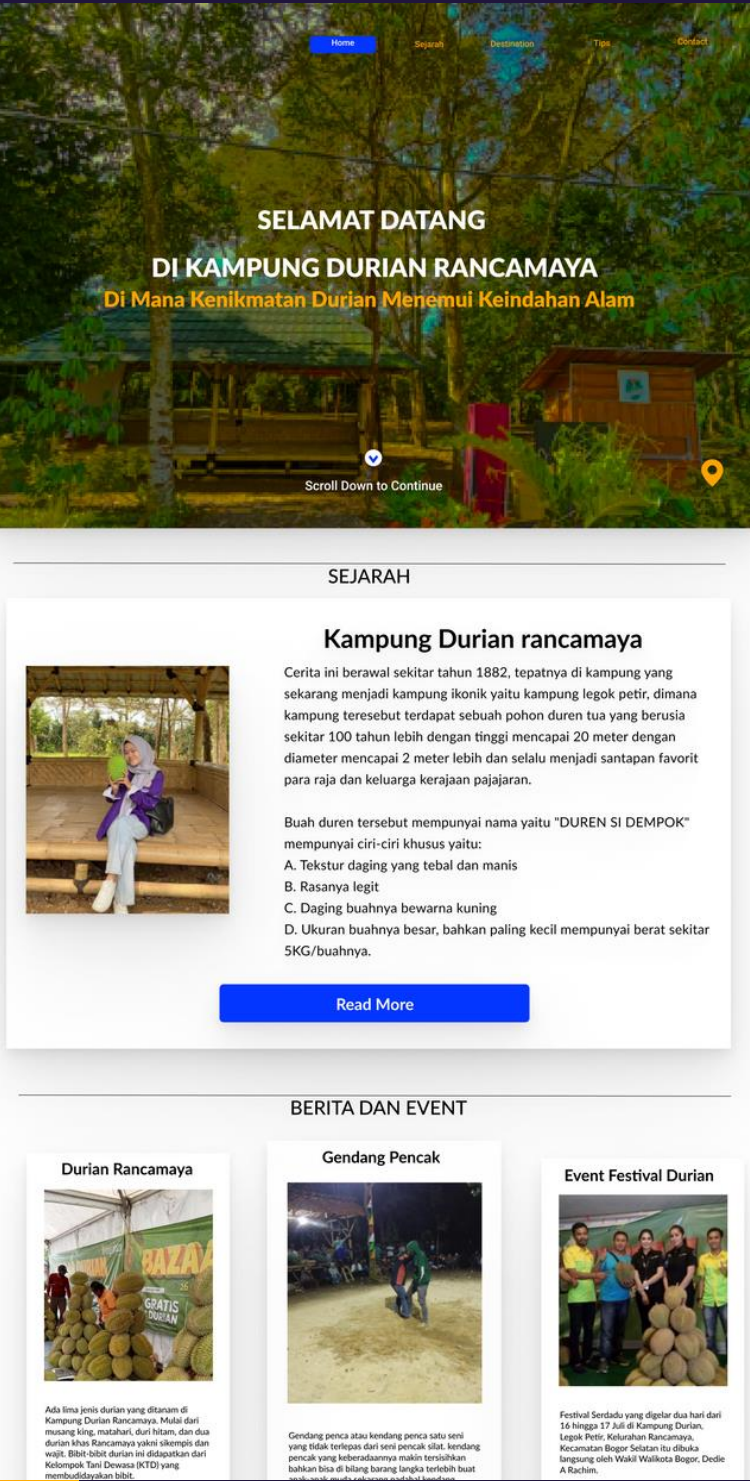 Home
Sejarah
Destination
Tips
Contact
SELAMAT DATANG
DI KAMPUNG DURIAN RANCAMAYA
Di Mana Kenikmatan Durian Menemui Keindahan Alam
Scroll Down to Continue
SEJARAH
Kampung Durian rancamaya
Cerita ini berawal sekitar tahun 1882, tepatnya di kampung yang
sekarang menjadi kampung ikonik yaitu kampung legok petir, dimana
kampung teresebut terdapat sebuah pohon duren tua yang berusia
sekitar 100 tahun lebih dengan tinggi mencapai 20 meter dengan
diameter mencapai 2 meter lebih dan selalu menjadi santapan favorit
para raja dan keluarga kerajaan pajajaran.
Buah duren tersebut mempunyai nama yaitu "DUREN SI DEMPOK"
mempunyai ciri-ciri khusus yaitu:
A. Tekstur daging yang tebal dan manis
B. Rasanya legit
C. Daging buahnya bewarna kuning
D. Ukuran buahnya besar, bahkan paling kecil mempunyai berat sekitar
5KG/buahnya.
Read More
BERITA DAN EVENT
Durian Rancamaya
BAZAA
GRATIS
DURIAN
Ada lima jenis durian yang ditanam di
Kampung Durian Rancamaya. Mulai dari
musang king, matahari, duri hitam, dan dua
durian khas Rancamaya yakni sikempis dan
wajit. Bibit-bibit durian ini didapatkan dari
Kelompok Tani Dewasa (KTD) yang
membudidayakan bibit.
Gendang Pencak
Gendang penca atau kendang penca satu seni
yang tidak terlepas dari seni pencak silat. kendang
pencak yang keberadaannya makin tersisihkan
bahkan bisa di bilang barang langka terlebih buat
anak-anak muda sekarang padahal kendang
Event Festival Durian
Festival Serdadu yang digelar dua hari dari
16 hingga 17 Juli di Kampung Durian,
Legok Petir, Kelurahan Rancamaya,
Kecamatan Bogor Selatan itu dibuka
langsung oleh Wakil Walikota Bogor, Dedie
A Rachim.